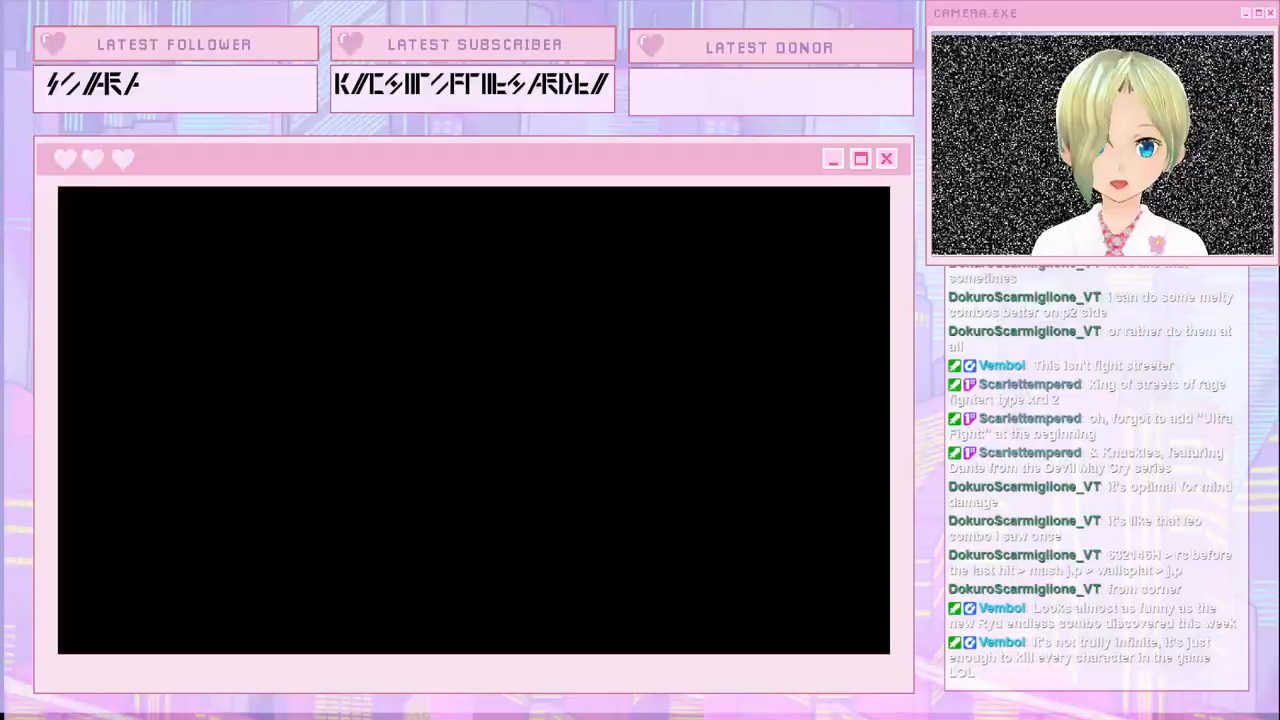 CAMERA.EXE
LATEST FOLLOWER
LATEST SUBSCRIBER
LATEST DONOR
sometimes
DokuroScarmiglione_VT i can do some melty
combos better on p2 side
DokuroScarmiglione_VT or rather do them at
all
Vembol This isn't fight streeter
Scarlettempered King of streets of rage
fighter: type xrd 2
Scarlettempered oh, forgot to add "Ultra
Fight:" at the beginning
Scarlettempered & Knuckles, featuring
Dante from the Devil May Cry series
DokuroScarmiglione_VT it's optimal for mind
damage
DokuroScarmiglione_VT it's like that leo
combo i saw once
DokuroScarmiglione_VT 632146H > rc before
the last hit > mash j.p > wallsplat > j.p
DokuroScarmiglione_VT from corner
Vembol Looks almost as funny as the
new Ryu endless combo discovered this week
Vembol It's not trully infinite, it's just
enough to kill every character in the game
LOL